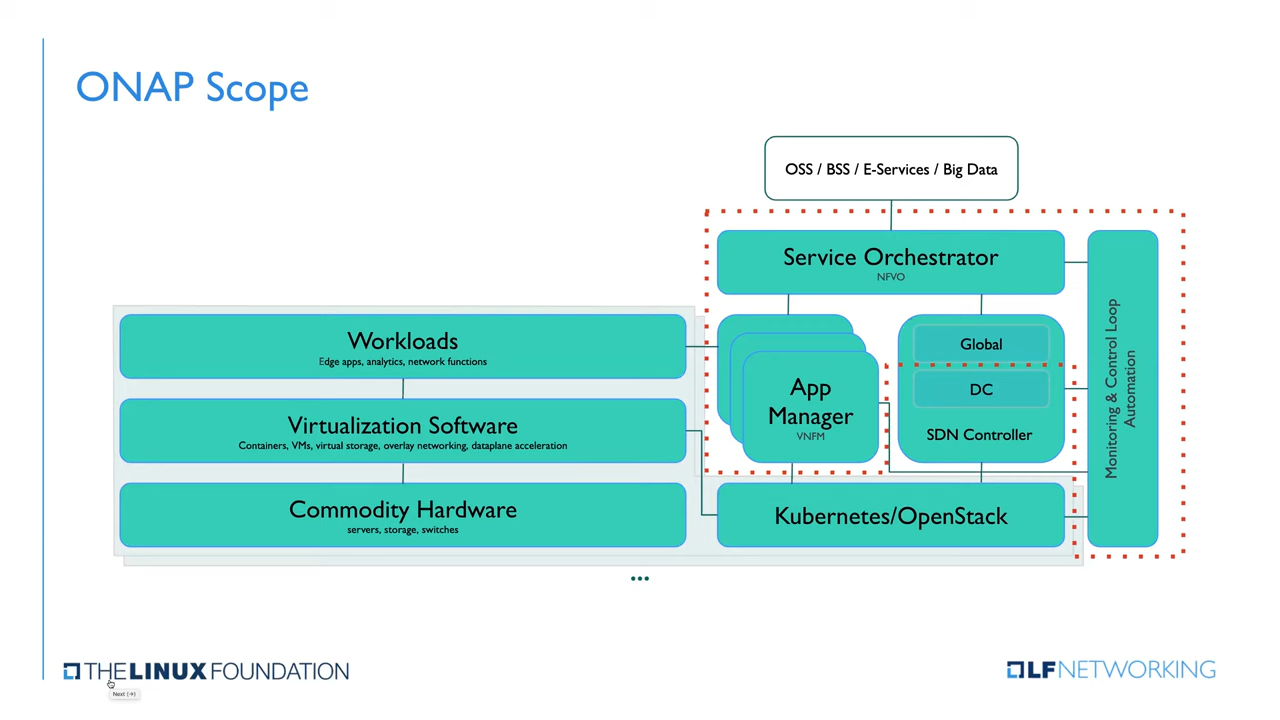 ONAP Scope
OSS / BSS / E-Services / Big Data
Service Orchestrator
NFVO
Workloads
Edge apps, analytics, network functions
Virtualization Software
Containers, VMs, virtual storage, overlay networking, dataplane acceleration
Commodity Hardware
servers, storage, switches
App
Manager
VNFM
Global
DC
SDN Controller
Monitoring & Control Loop
Automation
Kubernetes/OpenStack
...
THE LINUX FOUNDATION
LFNETWORKING
Next (→)